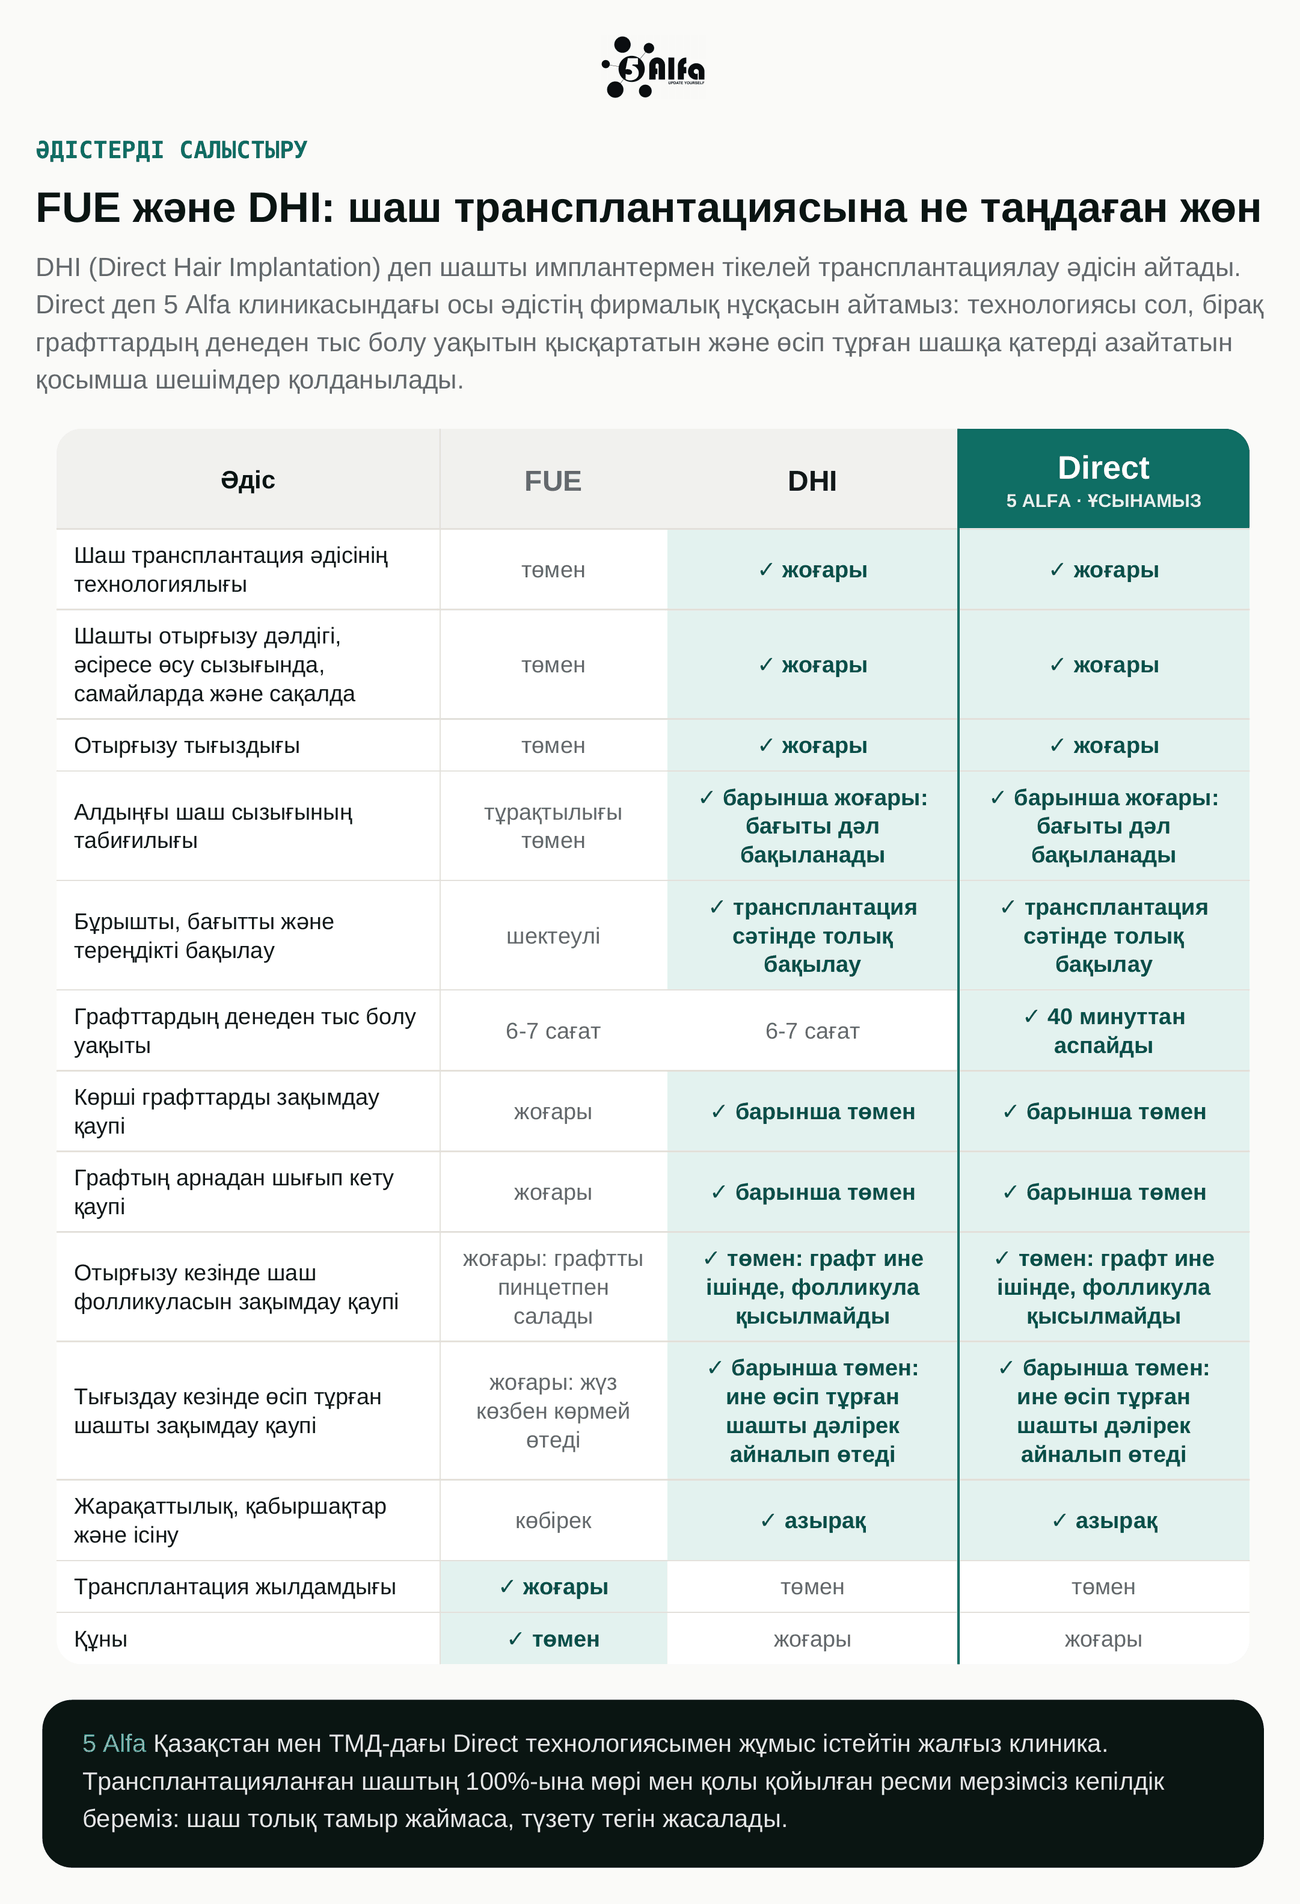 5 Alfa
UPDATE YOURSELF
ӘДІСТЕРДІ САЛЫСТЫРУ
FUE және DHI: шаш трансплантациясына не таңдаған жөн
DHI (Direct Hair Implantation) деп шашты имплантермен тікелей трансплантациялау әдісін айтады.
Direct деп 5 Alfa клиникасындағы осы әдістің фирмалық нұсқасын айтамыз: технологиясы сол, бірақ
графттардың денеден тыс болу уақытын қысқартатын және өсіп тұрған шашқа қатерді азайтатын
қосымша шешімдер қолданылады.
Әдіс FUE DHI Direct
5 ALFA · ҰСЫНАМЫЗ
Шаш трансплантация әдісінің
технологиялығы
төмен
✓ жоғары
✓ жоғары
Шашты отырғызу дәлдігі,
әсіресе өсу сызығында,
самайларда және сақалда
төмен
✓ жоғары
✓ жоғары
Отырғызу тығыздығы
төмен
✓ жоғары
✓ жоғары
Алдыңғы шаш сызығының
табиғилығы
тұрақтылығы
төмен
✓ барынша жоғары:
бағыты дәл
бақыланады
✓ барынша жоғары:
бағыты дәл
бақыланады
Бұрышты, бағытты және
тереңдікті бақылау
шектеулі
✓ трансплантация
сәтінде толық
бақылау
✓ трансплантация
сәтінде толық
бақылау
Графттардың денеден тыс болу
уақыты
6-7 сағат
6-7 сағат
✓ 40 минуттан
аспайды
Көрші графттарды зақымдау
қаупі
жоғары
✓ барынша төмен
✓ барынша төмен
Графтың арнадан шығып кету
қаупі
жоғары
✓ барынша төмен
✓ барынша төмен
Отырғызу кезінде шаш
фолликуласын зақымдау қаупі
жоғары: графтты
пинцетпен
салады
✓ төмен: графт ине
ішінде, фолликула
қысылмайды
✓ төмен: графт ине
ішінде, фолликула
қысылмайды
Тығыздау кезінде өсіп тұрған
шашты зақымдау қаупі
жоғары: жүз
көзбен көрмей
өтеді
✓ барынша төмен:
ине өсіп тұрған
шашты дәлірек
айналып өтеді
✓ барынша төмен:
ине өсіп тұрған
шашты дәлірек
айналып өтеді
Жарақаттылық, қабыршақтар
және ісіну
көбірек
✓ азырақ
✓ азырақ
Трансплантация жылдамдығы
✓ жоғары
төмен
төмен
Құны
✓ төмен
жоғары
жоғары
5 Alfa Қазақстан мен ТМД-дағы Direct технологиясымен жұмыс істейтін жалғыз клиника.
Трансплантацияланған шаштың 100%-ына мөрі мен қолы қойылған ресми мерзімсіз кепілдік
береміз: шаш толық тамыр жаймаса, түзету тегін жасалады.